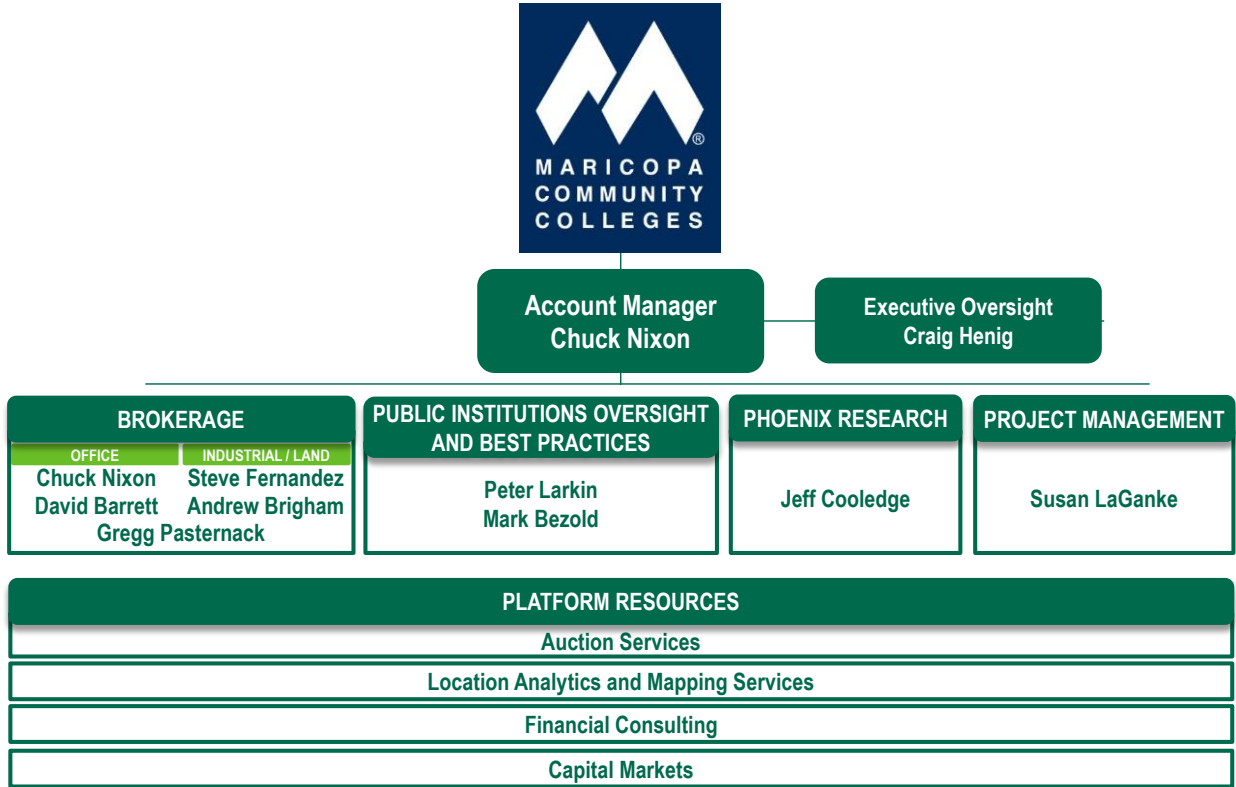 ®
MARICOPA
COMMUNITY
COLLEGES
Account Manager
Chuck Nixon
Executive Oversight
Craig Henig
BROKERAGE
OFFICE
INDUSTRIAL / LAND
Chuck Nixon
Steve Fernandez
David Barrett
Andrew Brigham
Gregg Pasternack
PUBLIC INSTITUTIONS OVERSIGHT
AND BEST PRACTICES
Peter Larkin
Mark Bezold
PHOENIX RESEARCH
Jeff Cooledge
PROJECT MANAGEMENT
Susan LaGanke
PLATFORM RESOURCES
Auction Services
Location Analytics and Mapping Services
Financial Consulting
Capital Markets